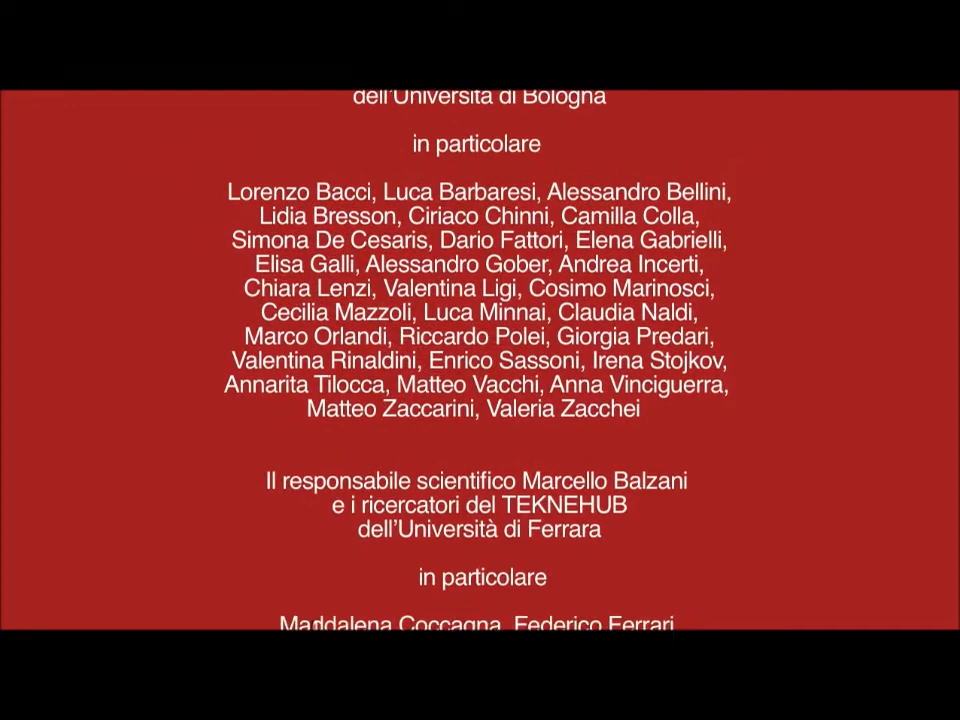 dell'Università di Bologna
in particolare
Lorenzo Bacci, Luca Barbaresi, Alessandro Bellini,
Lidia Bresson, Ciriaco Chinni, Camilla Colla,
Simona De Cesaris, Dario Fattori, Elena Gabrielli,
Elisa Galli, Alessandro Gober, Andrea Incerti,
Chiara Lenzi, Valentina Ligi, Cosimo Marinosci,
Cecilia Mazzoli, Luca Minnai, Claudia Naldi,
Marco Orlandi, Riccardo Polei, Giorgia Predari,
Valentina Rinaldini, Enrico Sassoni, Irena Stojkov,
Annarita Tilocca, Matteo Vacchi, Anna Vinciguerra,
Matteo Zaccarini, Valeria Zacchei
Il responsabile scientifico Marcello Balzani
e i ricercatori del TEKNEHUB
dell'Università di Ferrara
in particolare
Maddalena Coccagna, Federico Ferrari